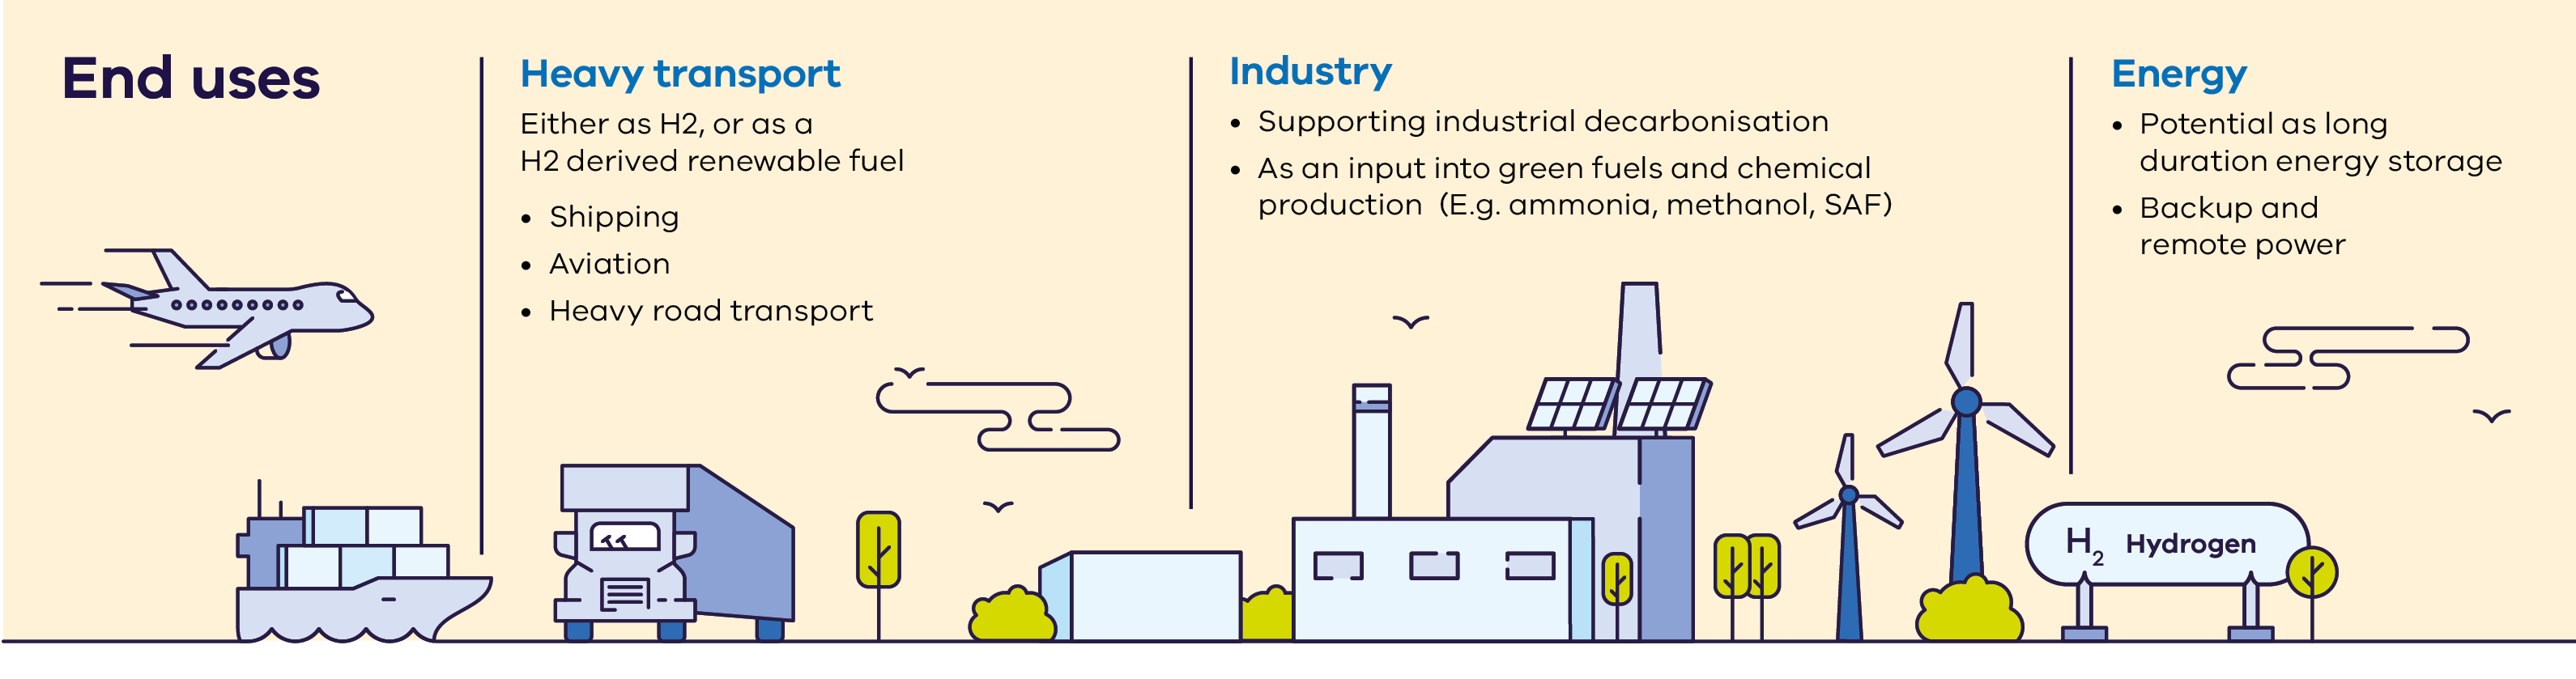 End uses
Heavy transport
Either as H2, or as a
H2 derived renewable fuel
• Shipping
• Aviation
• Heavy road transport
Industry
• Supporting industrial decarbonisation
• As an input into green fuels and chemical
production (E.g. ammonia, methanol, SAF)
Energy
• Potential as long
duration energy storage
• Backup and
remote power
H₂ Hydrogen